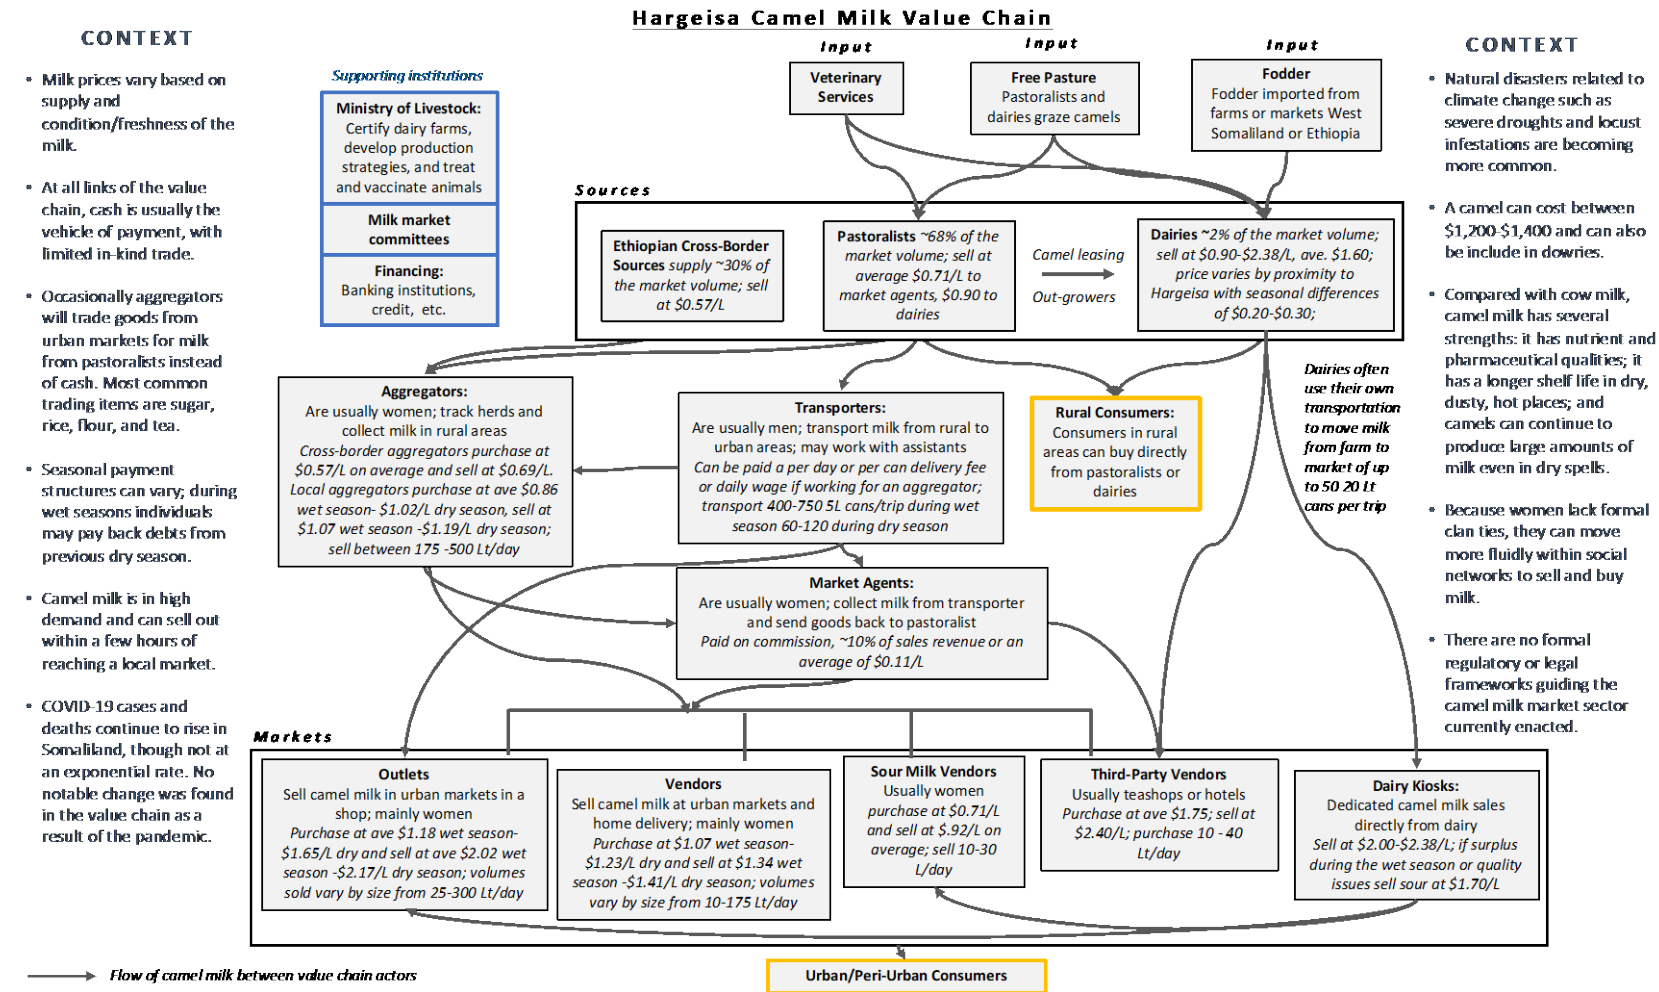 Hargeisa Camel Milk Value Chain
CONTEXT
• Milk prices vary based on
supply and
condition/freshness of the
milk.
• At all links of the value
chain, cash is usually the
vehicle of payment, with
limited in-kind trade.
• Occasionally aggregators
will trade goods from
urban markets for milk
from pastoralists instead
of cash. Most common
trading items are sugar,
rice, flour, and tea.
• Seasonal payment
structures can vary; during
wet seasons individuals
may pay back debts from
previous dry season.
• Camel milk is in high
demand and can sell out
within a few hours of
reaching a local market.
• COVID-19 cases and
deaths continue to rise in
Somaliland, though not at
an exponential rate. No
notable change was found
in the value chain as a
result of the pandemic.
Supporting institutions
Ministry of Livestock:
Certify dairy farms,
develop production
strategies, and treat
and vaccinate animals
Milk market
committees
Financing:
Banking institutions,
credit, etc.
Input
Veterinary
Services
Input
Free Pasture
Pastoralists and
dairies graze camels
Input
Fodder
Fodder imported from
farms or markets West
Somaliland or Ethiopia
Sources
Ethiopian Cross-Border
Sources supply ~30% of
the market volume; sell
at $0.57/L
Pastoralists ~68% of the
market volume; sell at
average $0.71/L to
market agents, $0.90 to
dairies
Camel leasing
Out-growers
Dairies ~2% of the market volume;
sell at $0.90-$2.38/L, ave. $1.60;
price varies by proximity to
Hargeisa with seasonal differences
of $0.20-$0.30;
Aggregators:
Are usually women; track herds and
collect milk in rural areas
Cross-border aggregators purchase at
$0.57/L on average and sell at $0.69/L.
Local aggregators purchase at ave $0.86
wet season- $1.02/L dry season, sell at
$1.07 wet season -$1.19/L dry season;
sell between 175 -500 Lt/day
Transporters:
Are usually men; transport milk from rural to
urban areas; may work with assistants
Can be paid a per day or per can delivery fee
or daily wage if working for an aggregator;
transport 400-750 5L cans/trip during wet
season 60-120 during dry season
Rural Consumers:
Consumers in rural
areas can buy directly
from pastoralists or
dairies
Dairies often
use their own
transportation
to move milk
from farm to
market of up
to 50 20 Lt
cans per trip
Market Agents:
Are usually women; collect milk from transporter
and send goods back to pastoralist
Paid on commission, ~10% of sales revenue or an
average of $0.11/L
Markets
Outlets
Sell camel milk in urban markets in a
shop; mainly women
Purchase at ave $1.18 wet season-
$1.65/L dry and sell at ave $2.02 wet
season -$2.17/L dry season; volumes
sold vary by size from 25-300 Lt/day
Vendors
Sell camel milk at urban markets and
home delivery; mainly women
Purchase at $1.07 wet season-
$1.23/L dry and sell at $1.34 wet
season -$1.41/L dry season; volumes
vary by size from 10-175 Lt/day
Sour Milk Vendors
Usually women
purchase at $0.71/L
and sell at $.92/L on
average; sell 10-30
L/day
Third-Party Vendors
Usually teashops or hotels
Purchase at ave $1.75; sell at
$2.40/L; purchase 10 - 40
Lt/day
Dairy Kiosks:
Dedicated camel milk sales
directly from dairy
Sell at $2.00-$2.38/L; if surplus
during the wet season or quality
issues sell sour at $1.70/L
Urban/Peri-Urban Consumers
Flow of camel milk between value chain actors
CONTEXT
• Natural disasters related to
climate change such as
severe droughts and locust
infestations are becoming
more common.
• A camel can cost between
$1,200-$1,400 and can also
be include in dowries.
• Compared with cow milk,
camel milk has several
strengths: it has nutrient and
pharmaceutical qualities; it
has a longer shelf life in dry,
dusty, hot places; and
camels can continue to
produce large amounts of
milk even in dry spells.
• Because women lack formal
clan ties, they can move
more fluidly within social
networks to sell and buy
milk.
• There are no formal
regulatory or legal
frameworks guiding the
camel milk market sector
currently enacted.